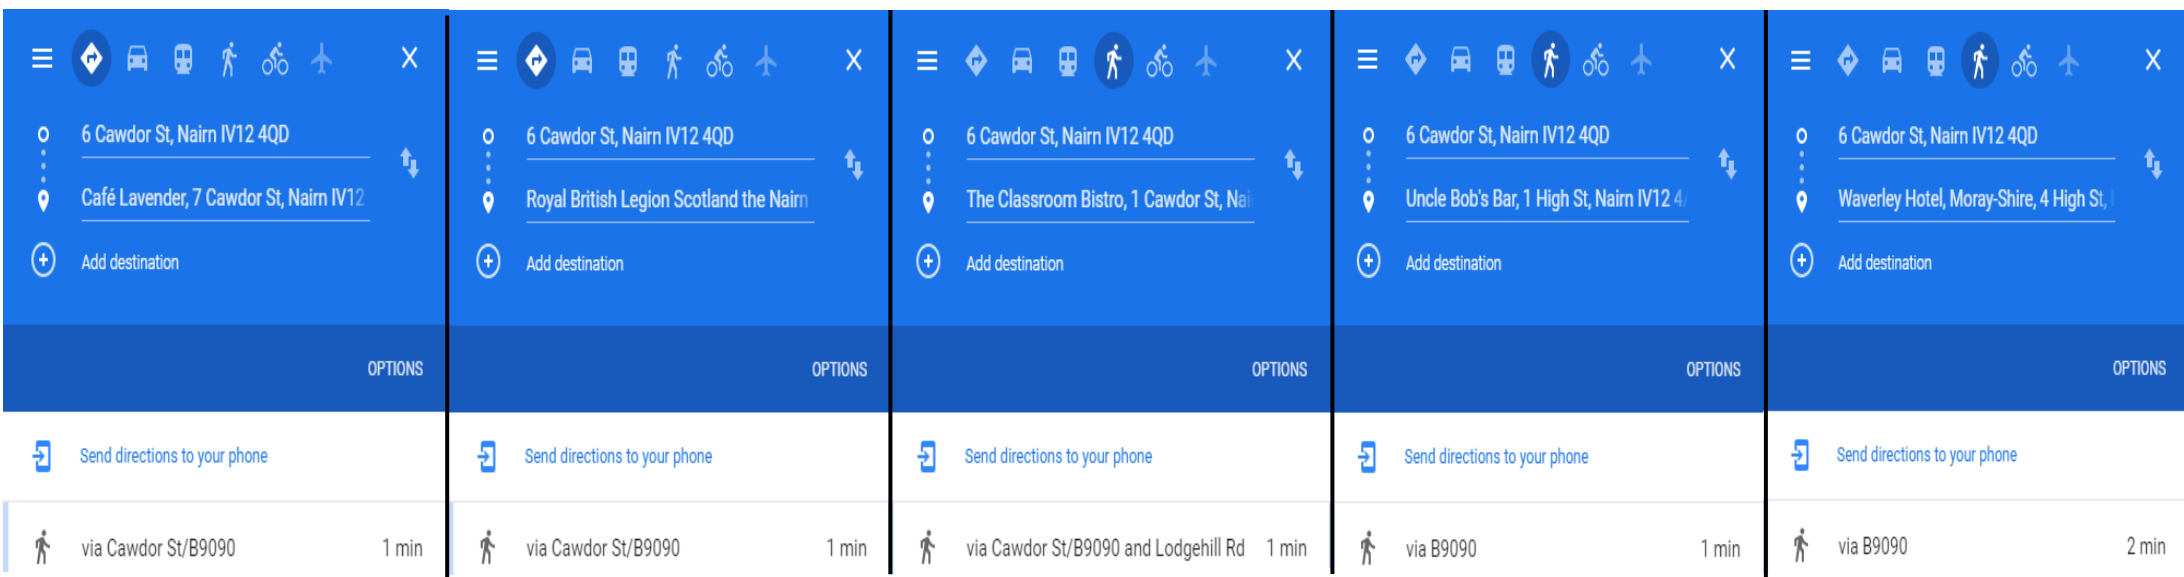 6 Cawdor St, Nairn IV12 4QD
Café Lavender, 7 Cawdor St, Nairn IV12
Add destination
OPTIONS
Send directions to your phone
via Cawdor St/B9090 1 min
6 Cawdor St, Nairn IV12 4QD
Royal British Legion Scotland the Nairn
Add destination
OPTIONS
Send directions to your phone
via Cawdor St/B9090 1 min
6 Cawdor St, Nairn IV12 4QD
The Classroom Bistro, 1 Cawdor St, Nai
Add destination
OPTIONS
Send directions to your phone
via Cawdor St/B9090 and Lodgehill Rd 1 min
6 Cawdor St, Nairn IV12 4QD
Uncle Bob's Bar, 1 High St, Nairn IV12 4
Add destination
OPTIONS
Send directions to your phone
via B9090 1 min
6 Cawdor St, Nairn IV12 4QD
Waverley Hotel, Moray-Shire, 4 High St,
Add destination
OPTIONS
Send directions to your phone
via B9090 2 min